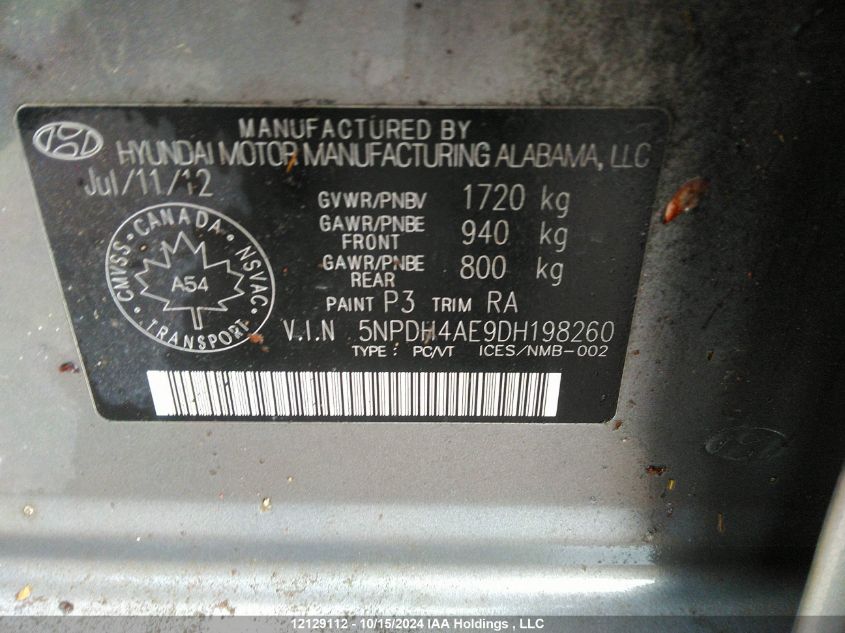 MANUFACTURED BY
HYUNDAI MOTOR MANUFACTURING ALABAMA, LLC
Jul/11/12
GVWR/PNBV 1720 kg
GAWR/PNBE FRONT 940 kg
GAWR/PNBE REAR 800 kg
PAINT P3 TRIM RA
CMVSS • CANADA • NSVAC • TRANSPORT •
A54
V.I.N 5NPDH4AE9DH198260
TYPE : PC/VT ICES/NMB-002
12129112 - 10/15/2024 IAA Holdings, LLC